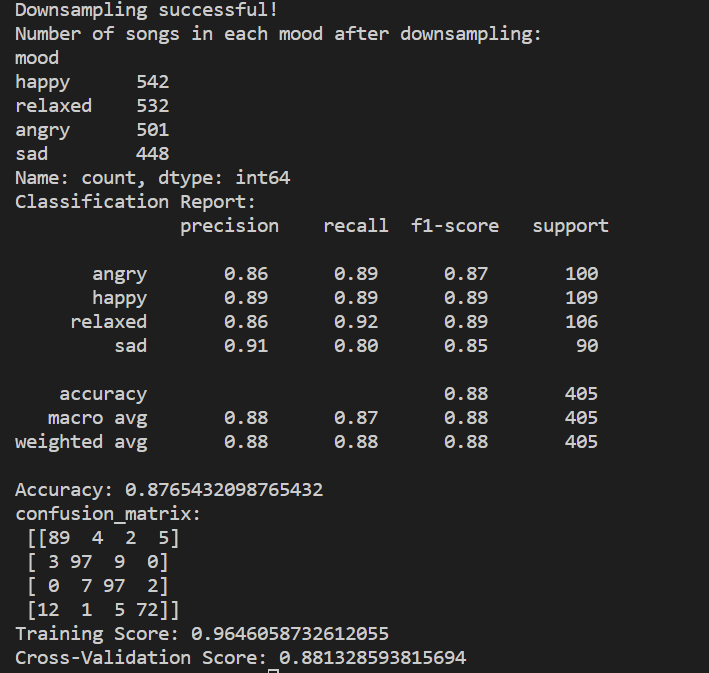 Downsampling successful!
Number of songs in each mood after downsampling:
mood
happy      542
relaxed    532
angry      501
sad        448
Name: count, dtype: int64
Classification Report:
               precision    recall  f1-score   support

       angry       0.86      0.89      0.87       100
       happy       0.89      0.89      0.89       109
     relaxed       0.86      0.92      0.89       106
         sad       0.91      0.80      0.85        90

    accuracy                           0.88       405
   macro avg       0.88      0.87      0.88       405
weighted avg       0.88      0.88      0.88       405

Accuracy: 0.8765432098765432
confusion_matrix:
 [[89  4  2  5]
 [ 3 97  9  0]
 [ 0  7 97  2]
 [12  1  5 72]]
Training Score: 0.9646058732612055
Cross-Validation Score: 0.881328593815694